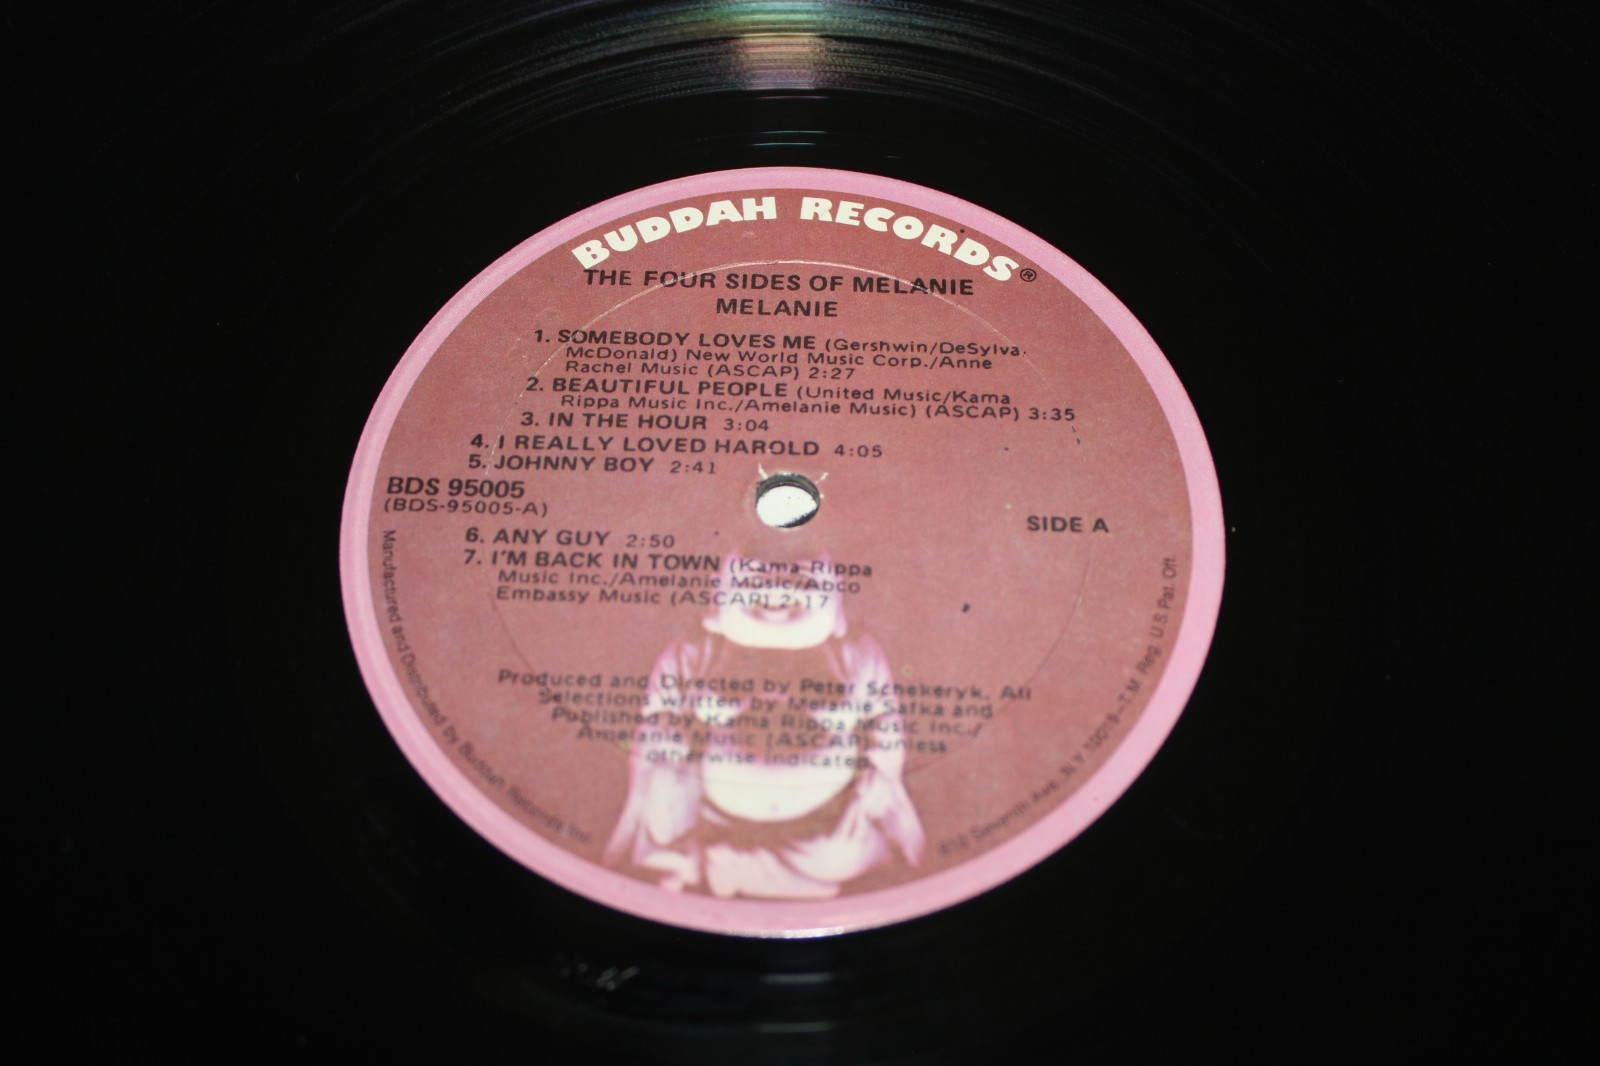 BUDDAH RECORDS®
THE FOUR SIDES OF MELANIE
MELANIE
1. SOMEBODY LOVES ME (Gershwin/DeSylva,
McDonald) New World Music Corp./Anne
Rachel Music (ASCAP) 2:27
2. BEAUTIFUL PEOPLE (United Music/Kama
Rippa Music Inc./Amelanie Music) (ASCAP) 3:35
3. IN THE HOUR 3:04
4. I REALLY LOVED HAROLD 4:05
5. JOHNNY BOY 2:41
BDS 95005
(BDS-95005-A)
SIDE A
6. ANY GUY 2:50
7. I'M BACK IN TOWN (Kama Rippa
Music Inc./Amelanie Music/Abco
Embassy Music (ASCAP) 2:17
Produced and Directed by Peter Schekeryk. All
Selections written by Melanie Safka and
Published by Kama Rippa Music Inc./
Amelanie Music (ASCAP) unless
otherwise indicated.
Manufactured and Distributed by Buddah Records, Inc. 810 Seventh Ave., N.Y. 10019—T.M. Reg. U.S. Pat. Off.